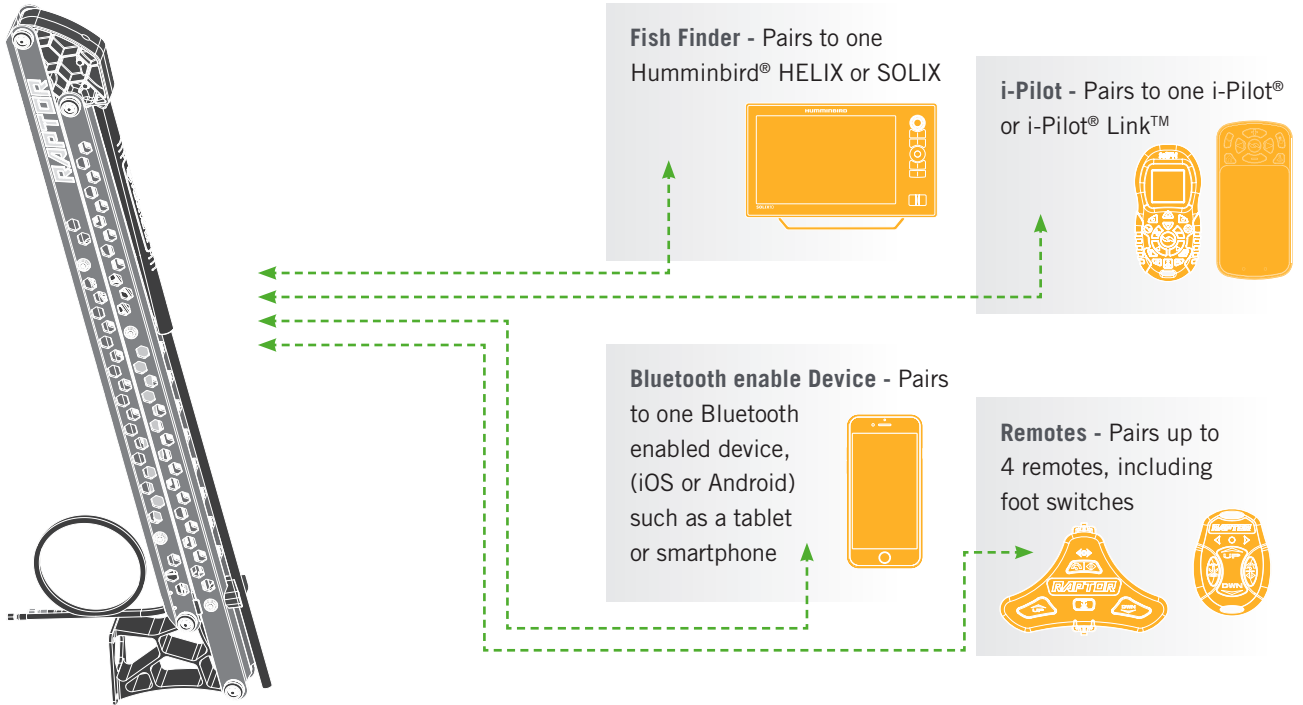 RAPTOR
Fish Finder - Pairs to one
Humminbird® HELIX or SOLIX
HUMMINBIRD
SOLIX
i-Pilot - Pairs to one i-Pilot®
or i-Pilot® Link™
Bluetooth enable Device - Pairs
to one Bluetooth
enabled device,
(iOS or Android)
such as a tablet
or smartphone
Remotes - Pairs up to
4 remotes, including
foot switches
RAPTOR
RAPTOR
UP
DWN